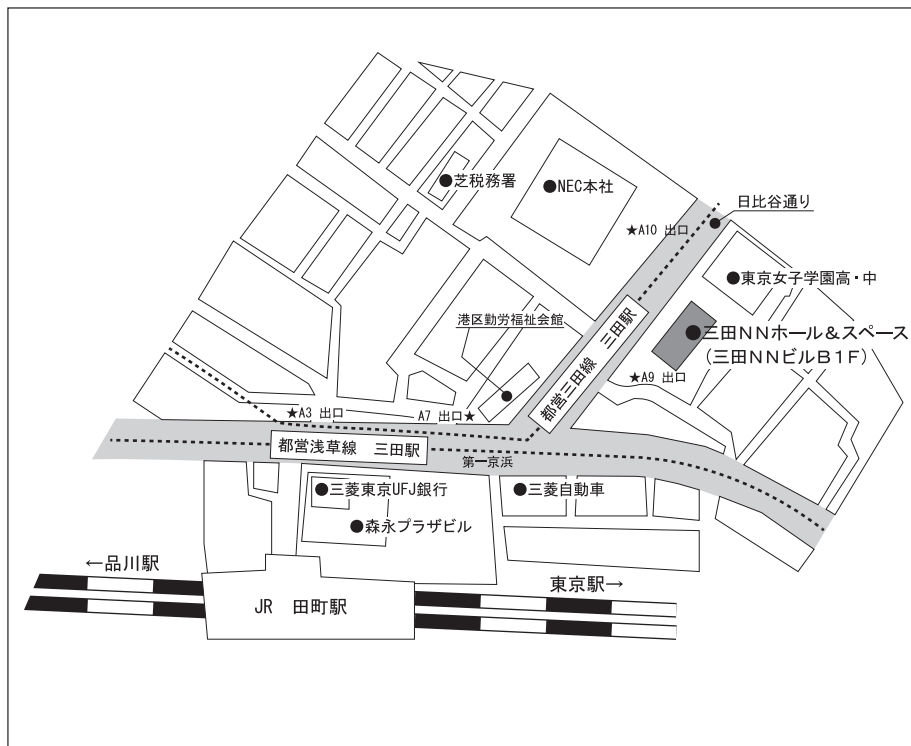 ●芝税務署
●NEC本社
日比谷通り
★A10 出口
●東京女子学園高・中
港区勤労福祉会館
都営三田線　三田駅
●三田NNホール＆スペース
（三田NNビルB1F）
★A9 出口
★A3 出口
A7 出口★
都営浅草線　三田駅
第一京浜
●三菱東京UFJ銀行
●三菱自動車
●森永プラザビル
←品川駅
東京駅→
JR　田町駅